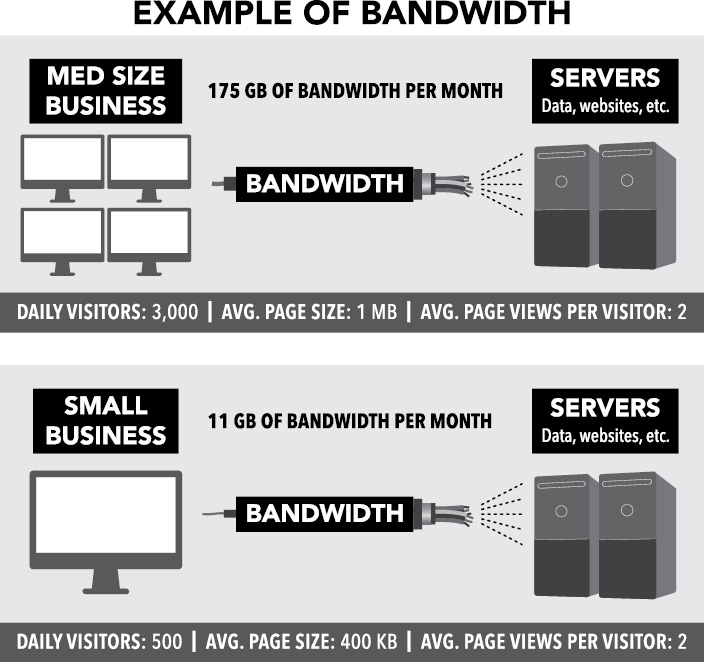 EXAMPLE OF BANDWIDTH
MED SIZE
BUSINESS
175 GB OF BANDWIDTH PER MONTH
SERVERS
Data, websites, etc.
BANDWIDTH
DAILY VISITORS: 3,000 | AVG. PAGE SIZE: 1 MB | AVG. PAGE VIEWS PER VISITOR: 2
SMALL
BUSINESS
11 GB OF BANDWIDTH PER MONTH
SERVERS
Data, websites, etc.
BANDWIDTH
DAILY VISITORS: 500 | AVG. PAGE SIZE: 400 KB | AVG. PAGE VIEWS PER VISITOR: 2